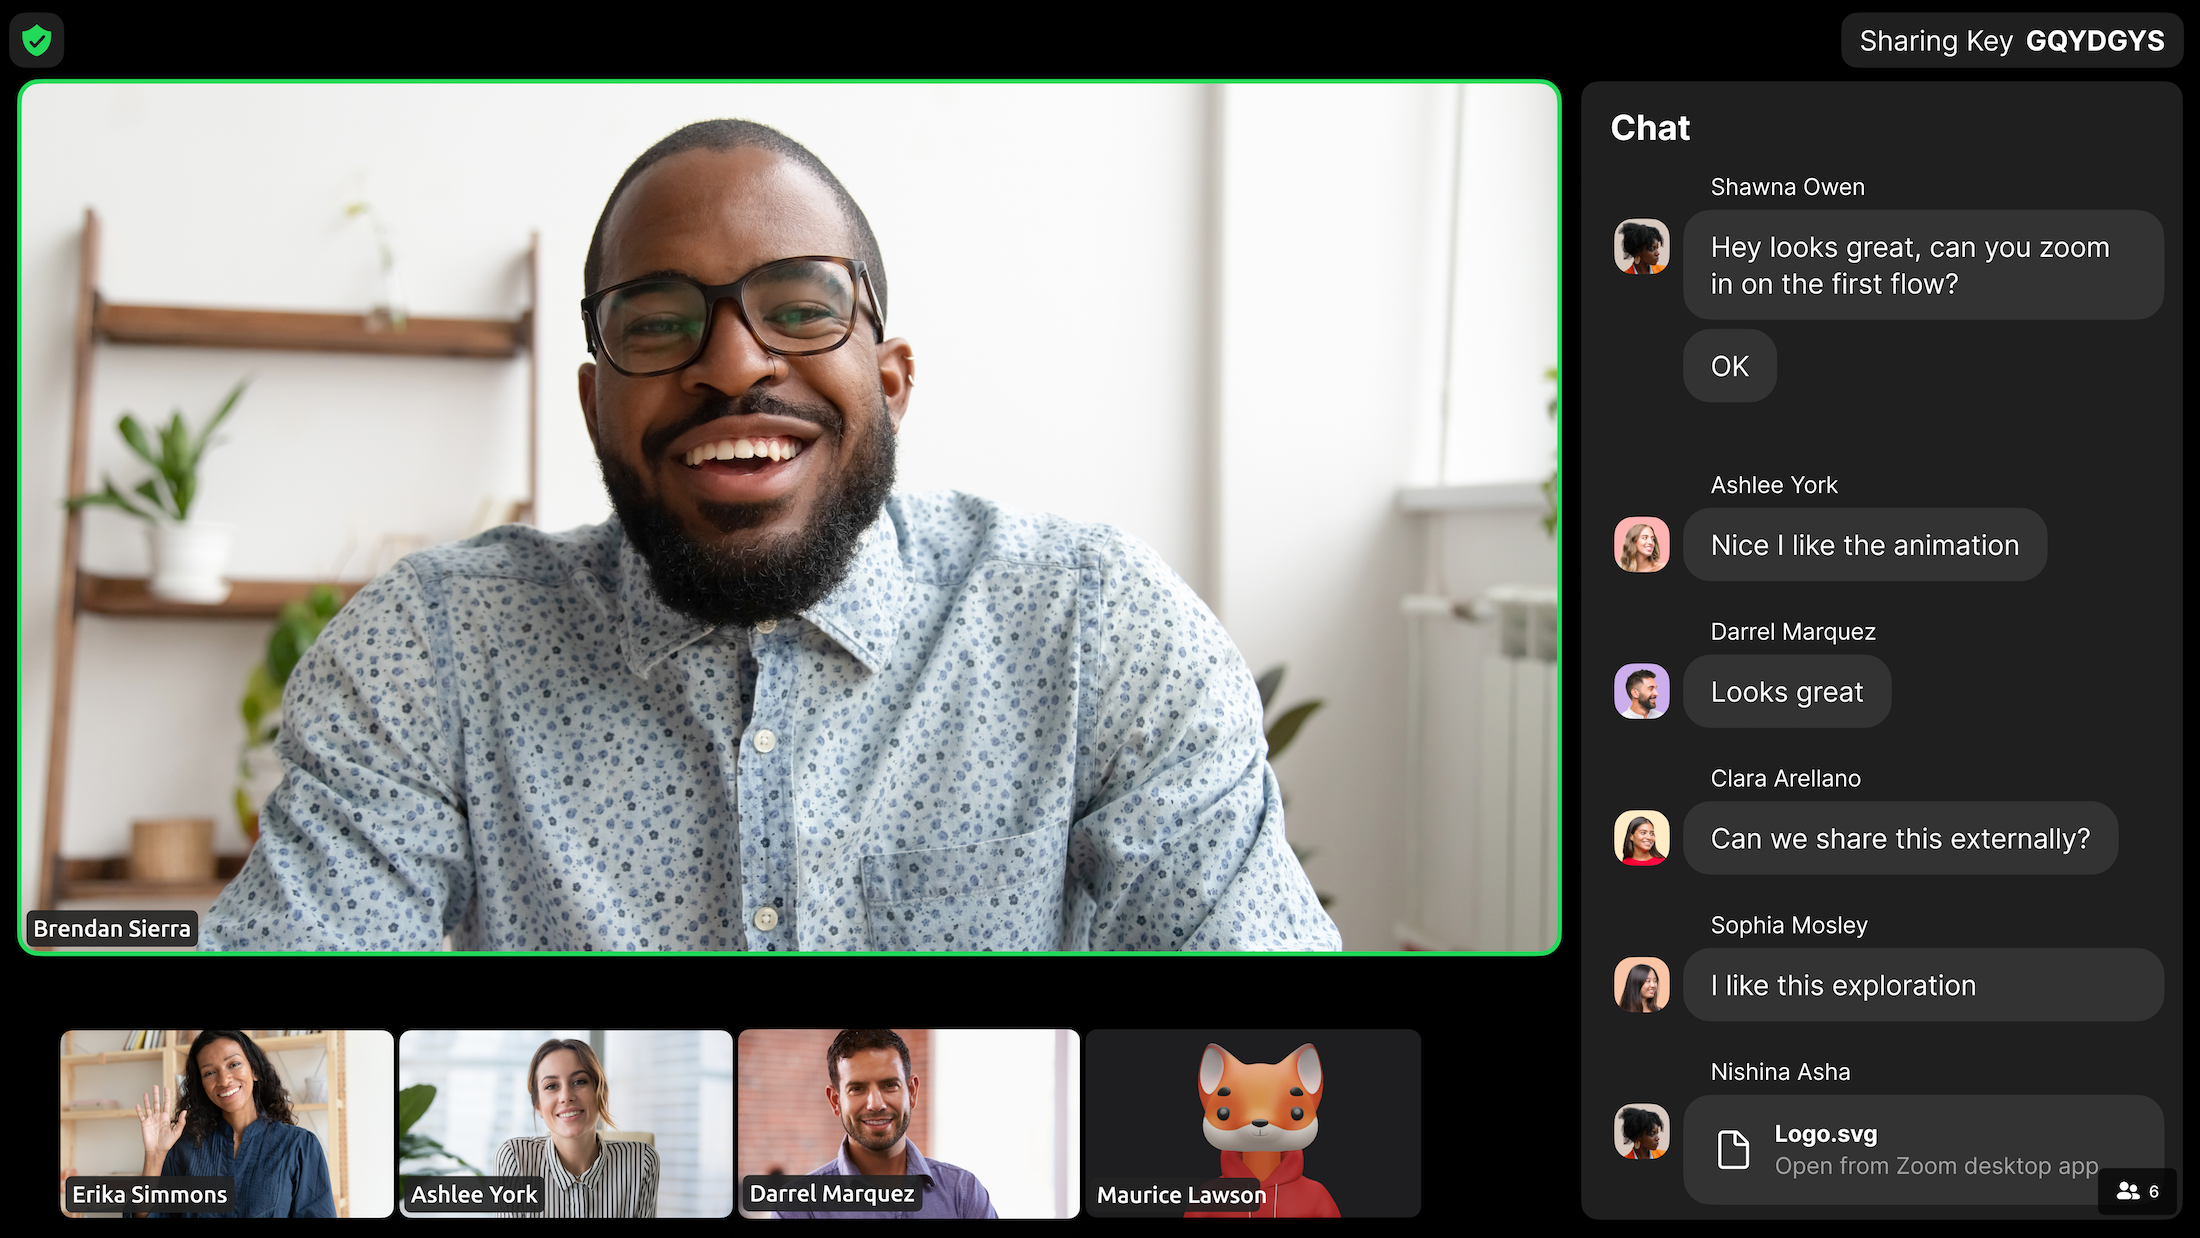 Sharing Key GQYDGYS
Chat
Shawna Owen
Hey looks great, can you zoom
in on the first flow?
OK
Ashlee York
Nice I like the animation
Darrel Marquez
Looks great
Clara Arellano
Can we share this externally?
Sophia Mosley
I like this exploration
Nishina Asha
Logo.svg
Open from Zoom desktop app
6
Brendan Sierra
Erika Simmons
Ashlee York
Darrel Marquez
Maurice Lawson